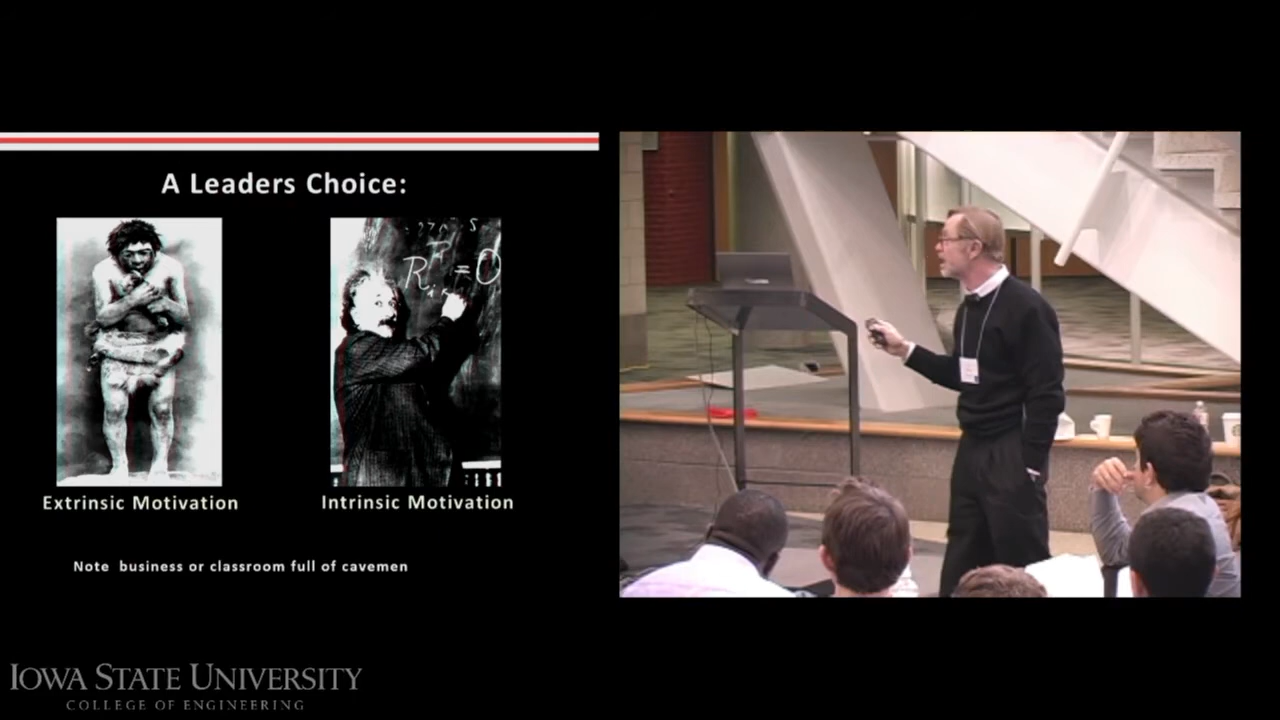 A Leaders Choice:
R = 0
Extrinsic Motivation
Intrinsic Motivation
Note business or classroom full of cavemen
IOWA STATE UNIVERSITY
COLLEGE OF ENGINEERING